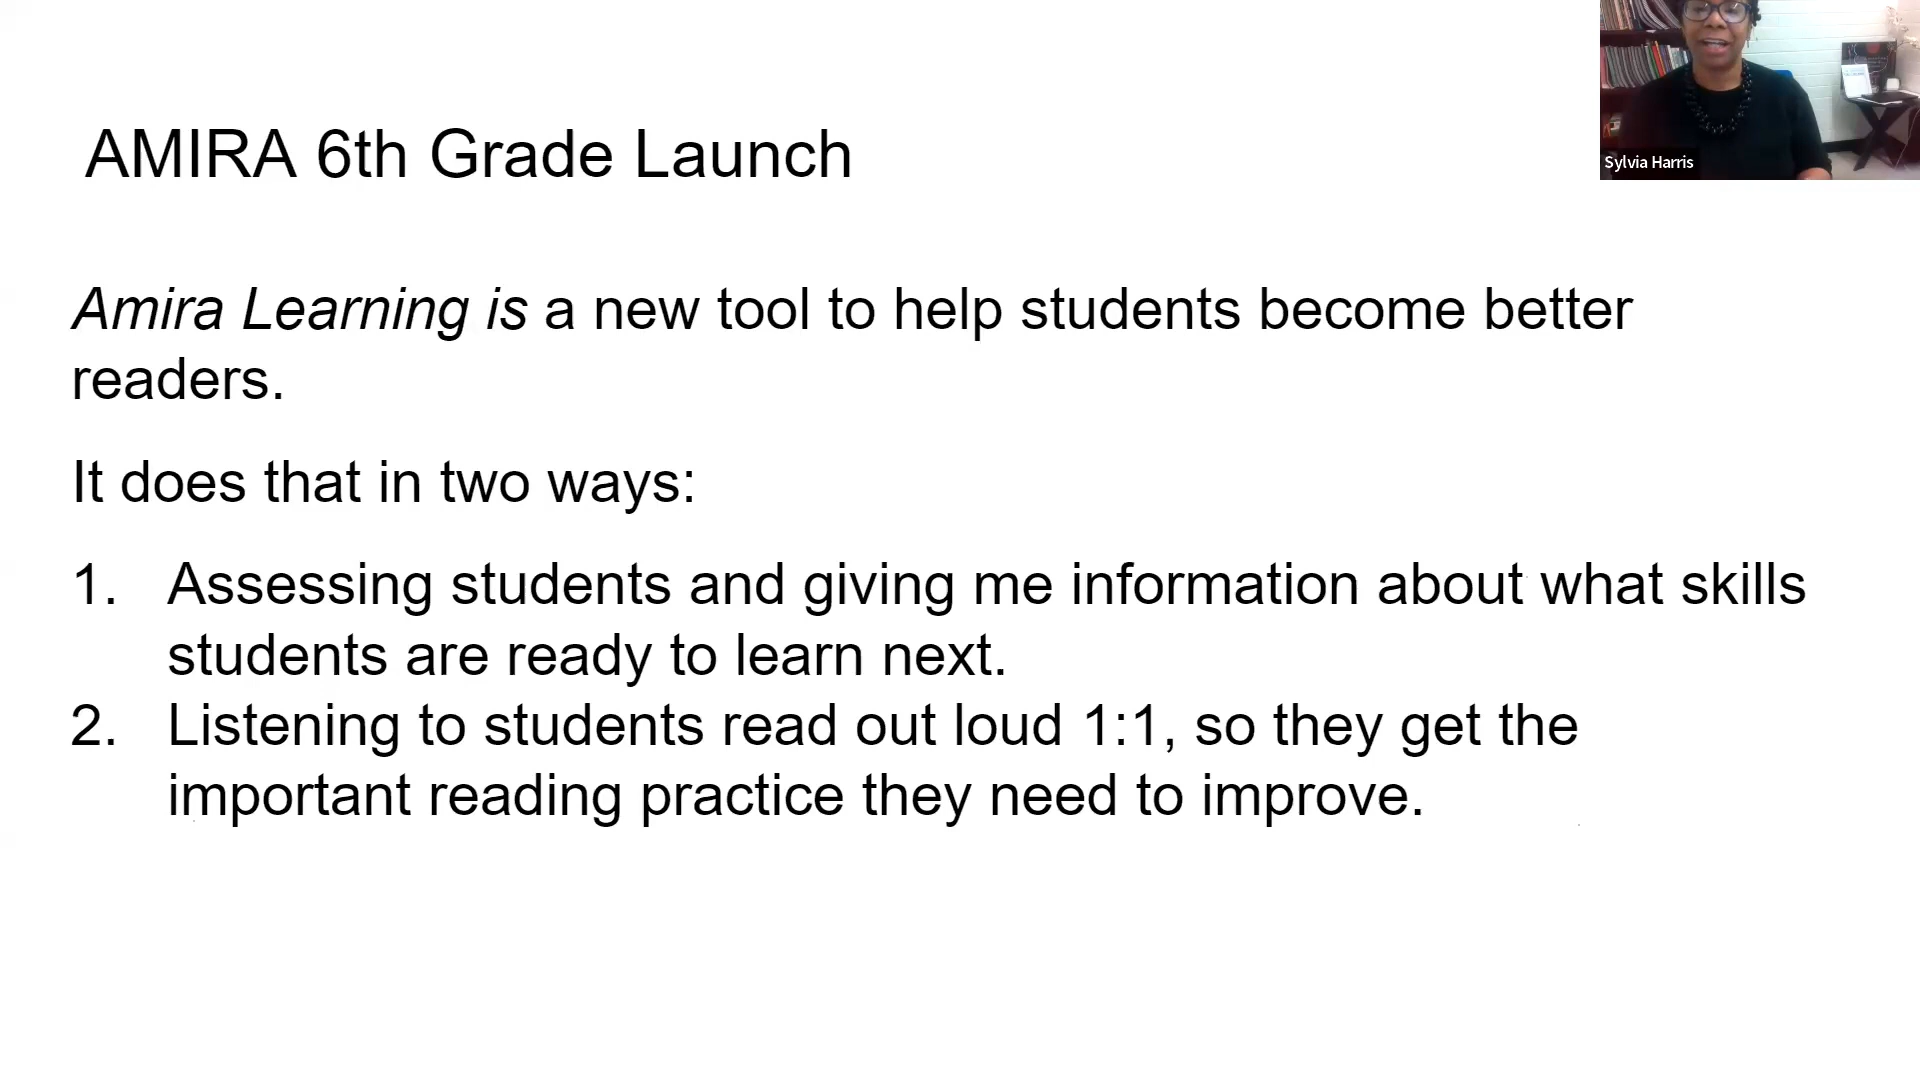 AMIRA 6th Grade Launch
Sylvia Harris
Amira Learning is a new tool to help students become better
readers.
It does that in two ways:
1. Assessing students and giving me information about what skills
students are ready to learn next.
2. Listening to students read out loud 1:1, so they get the
important reading practice they need to improve.